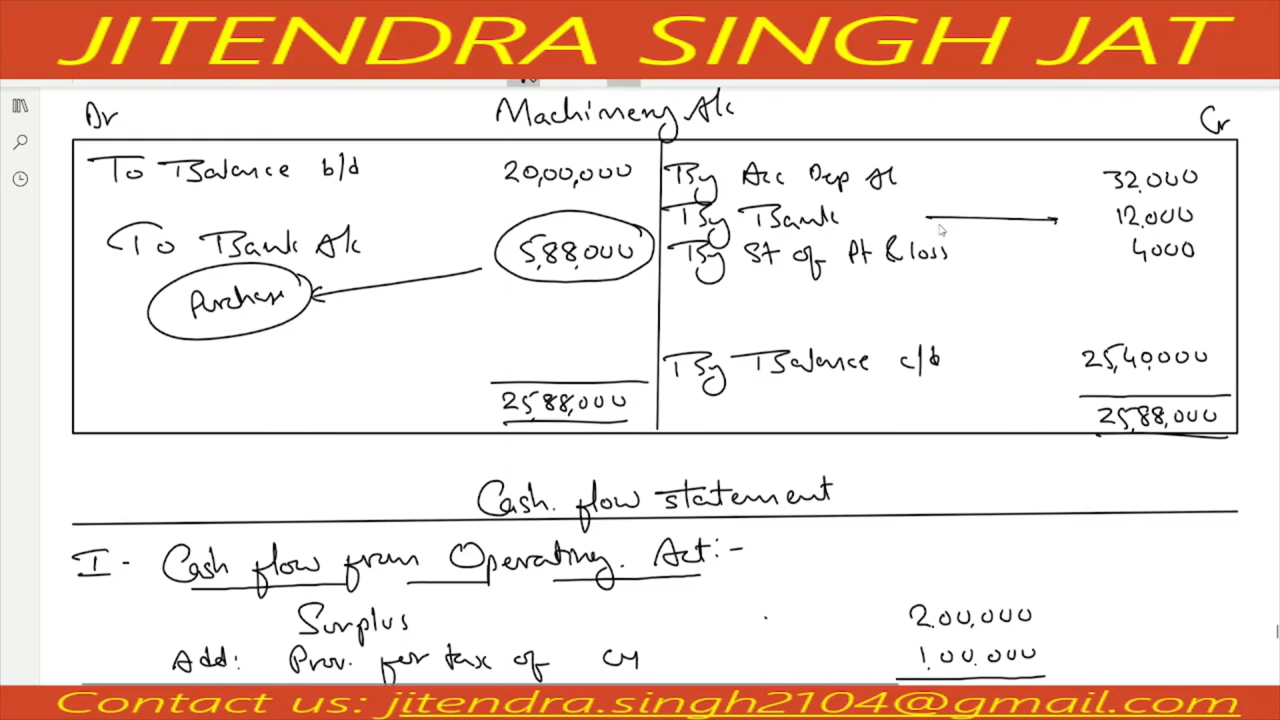 JITENDRA SINGH JAT
Dr Machinery A/c Cr
To Balance b/d 20,00,000 By Acc Dep A/c 32,000
By Bank 12,000
To Bank A/c 5,88,000 By St of Pt & loss 4000
Purchase
By Balance c/d 25,40,000
25,88,000 25,88,000
Cash flow statement
I - Cash flow from Operating. Act:-
Surplus 2,00,000
Add: Prov. for tax of CY 1,00,000
Contact us: jitendra.singh2104@gmail.com